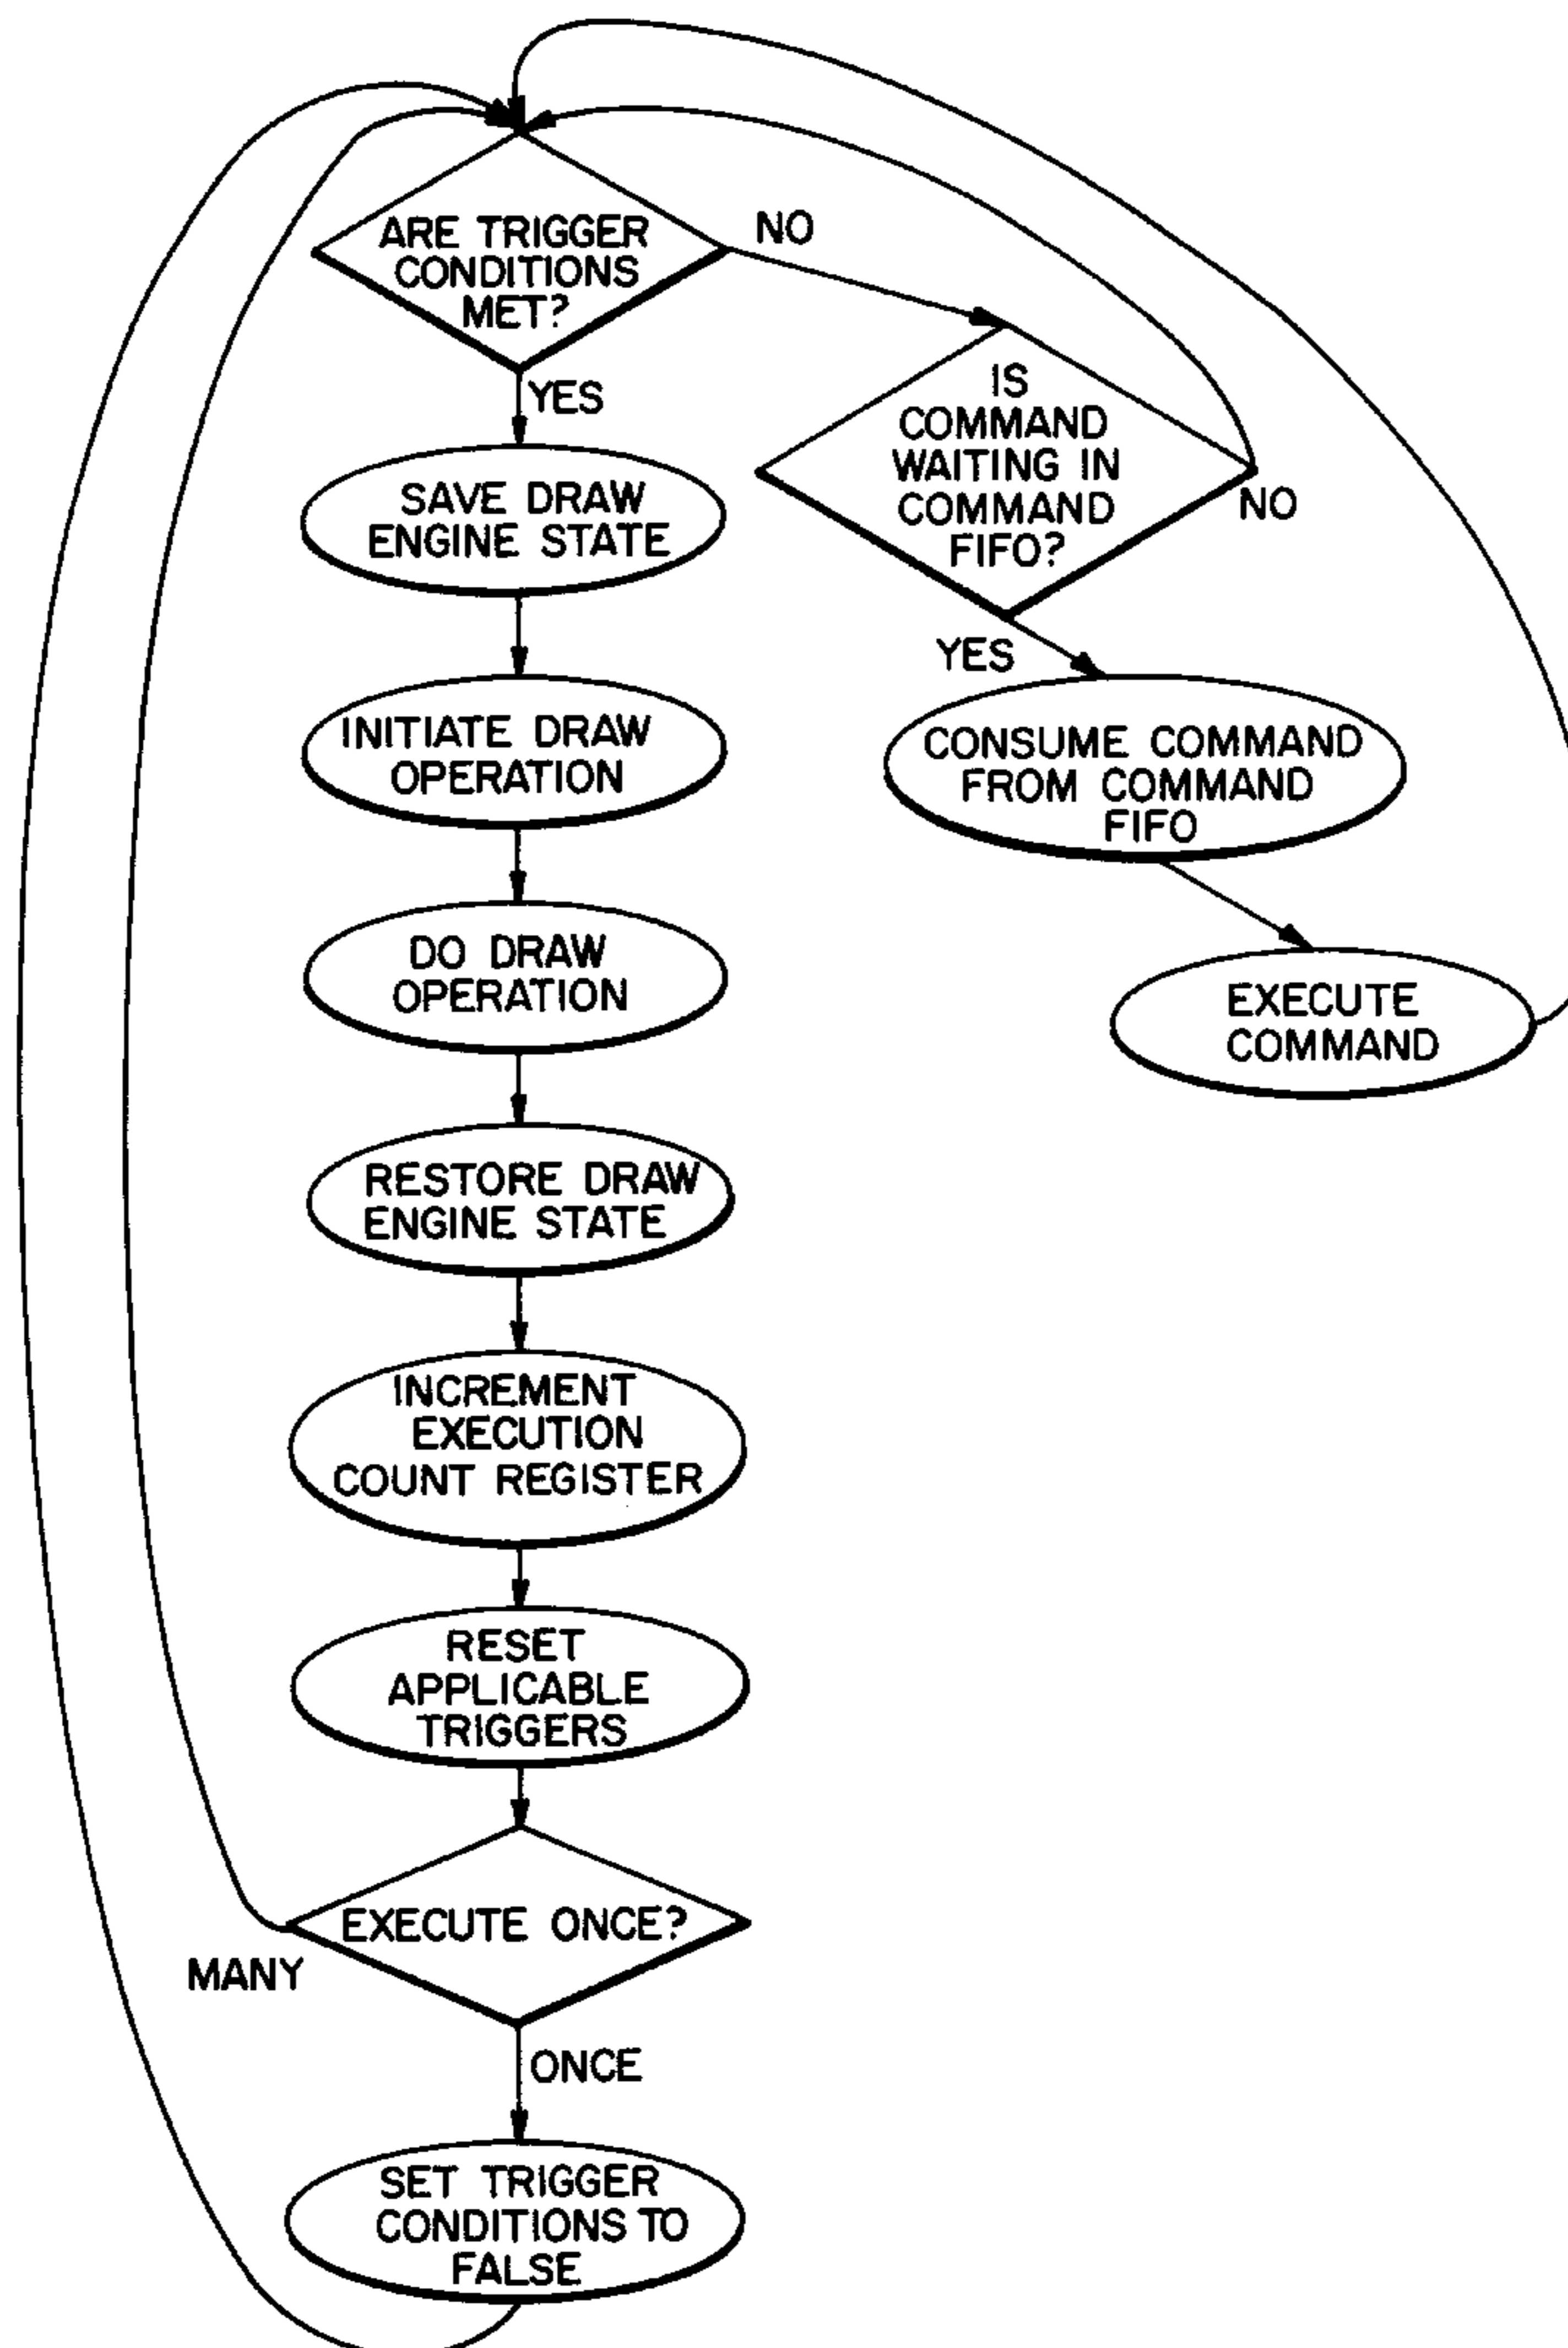 ARE TRIGGER
CONDITIONS
MET?
NO
YES
IS
COMMAND
WAITING IN
COMMAND
FIFO?
NO
YES
SAVE DRAW
ENGINE STATE
INITIATE DRAW
OPERATION
CONSUME COMMAND
FROM COMMAND
FIFO
DO DRAW
OPERATION
EXECUTE
COMMAND
RESTORE DRAW
ENGINE STATE
INCREMENT
EXECUTION
COUNT REGISTER
RESET
APPLICABLE
TRIGGERS
EXECUTE ONCE?
MANY
ONCE
SET TRIGGER
CONDITIONS TO
FALSE